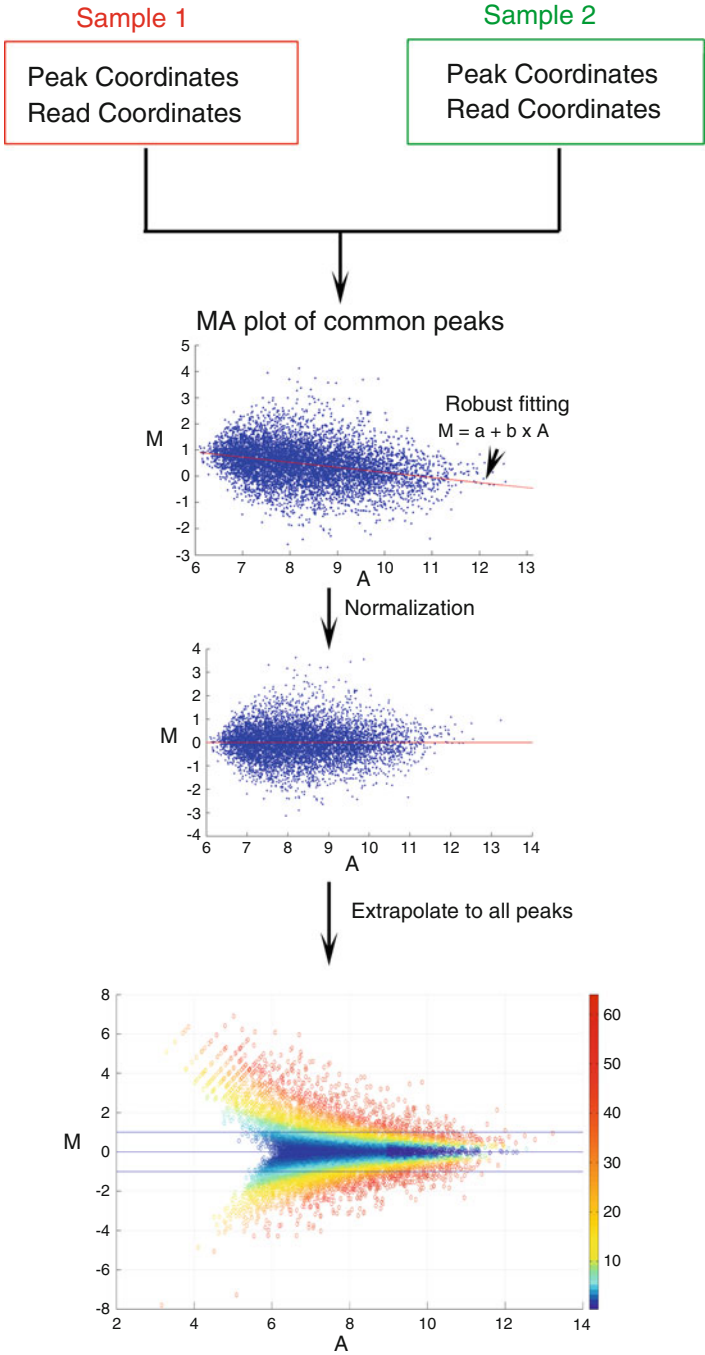 Sample 1
Sample 2
Peak Coordinates
Read Coordinates
Peak Coordinates
Read Coordinates
MA plot of common peaks
5
4
3
2
1
0
-1
-2
-3
M
Robust fitting
M = a + b x A
6 7 8 9 10 11 12 13
A
Normalization
4
3
2
1
0
-1
-2
-3
-4
M
6 7 8 9 10 11 12 13 14
A
Extrapolate to all peaks
8
6
4
2
0
-2
-4
-6
-8
M
2 4 6 8 10 12 14
A
60
50
40
30
20
10